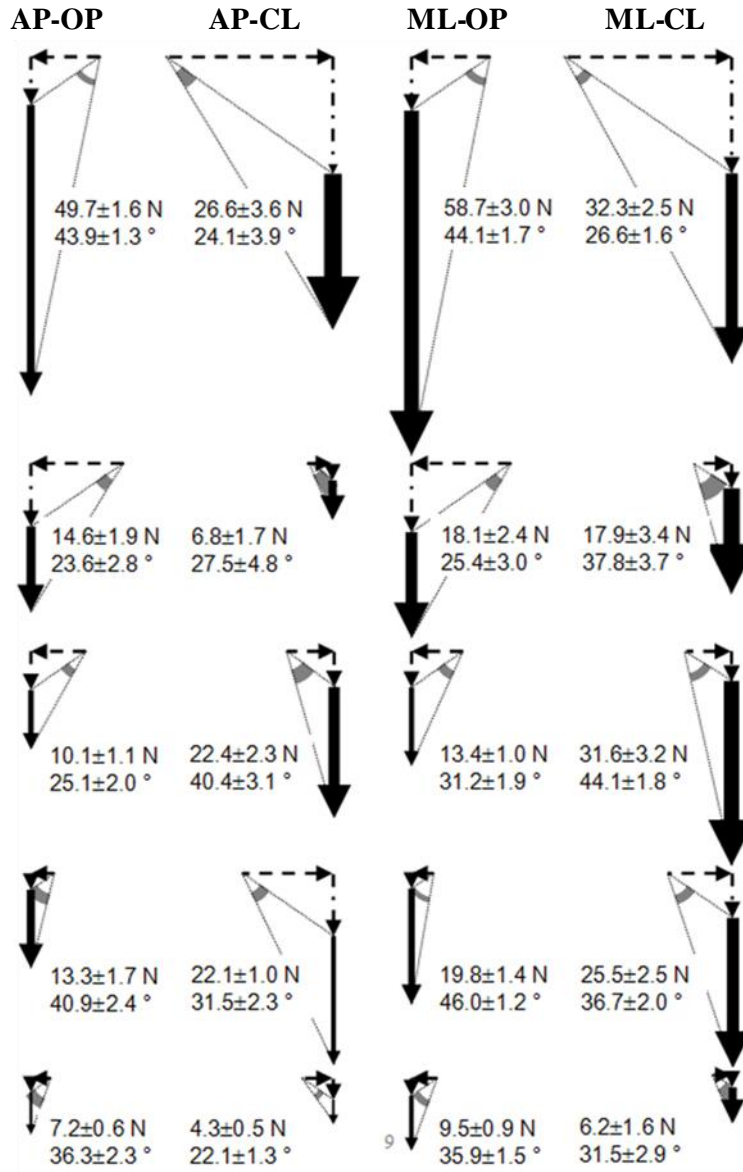 AP-OP AP-CL ML-OP ML-CL
49.7±1.6 N 26.6±3.6 N 58.7±3.0 N 32.3±2.5 N
43.9±1.3 ° 24.1±3.9 ° 44.1±1.7 ° 26.6±1.6 °
14.6±1.9 N 6.8±1.7 N 18.1±2.4 N 17.9±3.4 N
23.6±2.8 ° 27.5±4.8 ° 25.4±3.0 ° 37.8±3.7 °
10.1±1.1 N 22.4±2.3 N 13.4±1.0 N 31.6±3.2 N
25.1±2.0 ° 40.4±3.1 ° 31.2±1.9 ° 44.1±1.8 °
13.3±1.7 N 22.1±1.0 N 19.8±1.4 N 25.5±2.5 N
40.9±2.4 ° 31.5±2.3 ° 46.0±1.2 ° 36.7±2.0 °
7.2±0.6 N 4.3±0.5 N 9 9.5±0.9 N 6.2±1.6 N
36.3±2.3 ° 22.1±1.3 ° 35.9±1.5 ° 31.5±2.9 °